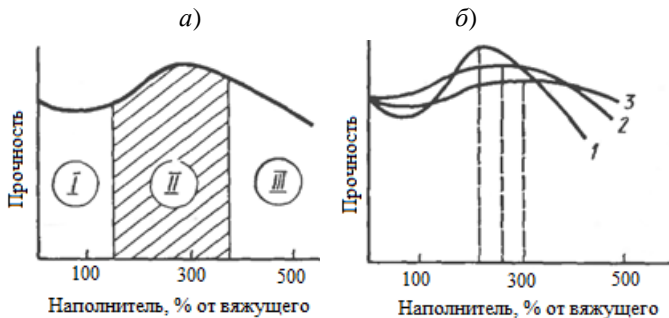 а)
Прочность
I
II
III
100
300
500
Наполнитель, % от вяжущего
б)
Прочность
3
2
1
100
300
500
Наполнитель, % от вяжущего